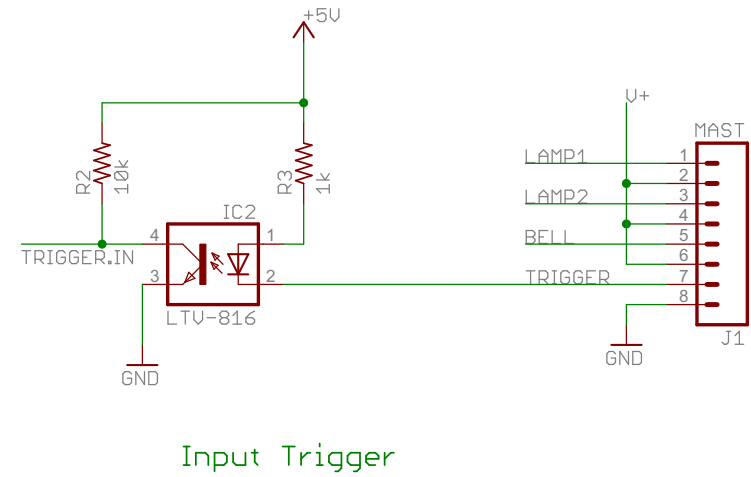 +5V
V+
MAST
LAMP1
1
2
R2
10k
R3
1k
LAMP2
3
IC2
4
TRIGGER.IN
4
1
BELL
5
6
3
2
TRIGGER
7
8
LTV-816
J1
GND
GND
Input Trigger